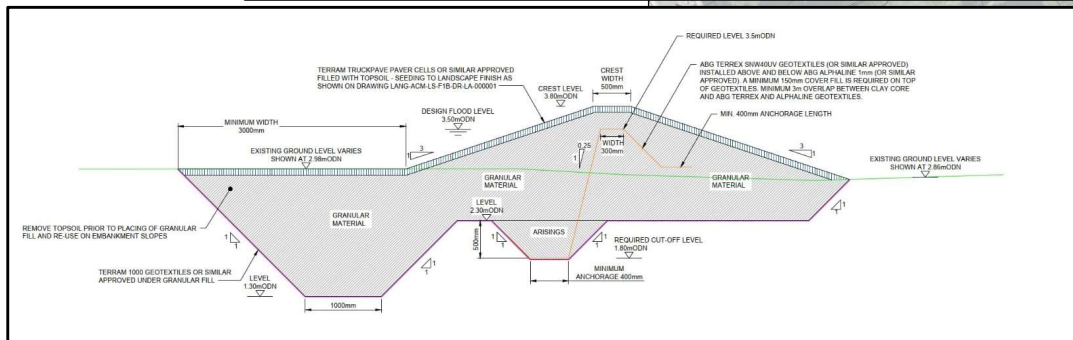 REQUIRED LEVEL 3.5mODN
TERRAM TRUCKPAVE PAVER CELLS OR SIMILAR APPROVED
FILLED WITH TOPSOIL - SEEDING TO LANDSCAPE FINISH AS
SHOWN ON DRAWING LANG-ACM-LS-F1B-DR-LA-000001
CREST
WIDTH
500mm
ABG TERREX SNW40UV GEOTEXTILES (OR SIMILAR APPROVED)
INSTALLED ABOVE AND BELOW ABG ALPHALINE 1mm (OR SIMILAR
APPROVED). A MINIMUM 150mm COVER FILL IS REQUIRED ON TOP
OF GEOTEXTILES. MINIMUM 3m OVERLAP BETWEEN CLAY CORE
AND ABG TERREX AND ALPHALINE GEOTEXTILES.
CREST LEVEL
3.80mODN
DESIGN FLOOD LEVEL
3.50mODN
MIN. 400mm ANCHORAGE LENGTH
MINIMUM WIDTH
3000mm
3
1
0.25
1
WIDTH
300mm
3
1
EXISTING GROUND LEVEL VARIES
SHOWN AT 2.98mODN
EXISTING GROUND LEVEL VARIES
SHOWN AT 2.86mODN
GRANULAR
MATERIAL
GRANULAR
MATERIAL
GRANULAR
MATERIAL
LEVEL
2.30mODN
REMOVE TOPSOIL PRIOR TO PLACING OF GRANULAR
FILL AND RE-USE ON EMBANKMENT SLOPES
1
1
500mm
1
1
ARISINGS
1
1
1
1
REQUIRED CUT-OFF LEVEL
1.80mODN
TERRAM 1000 GEOTEXTILES OR SIMILAR
APPROVED UNDER GRANULAR FILL
LEVEL
1.30mODN
1
1
MINIMUM
ANCHORAGE 400mm
1000mm